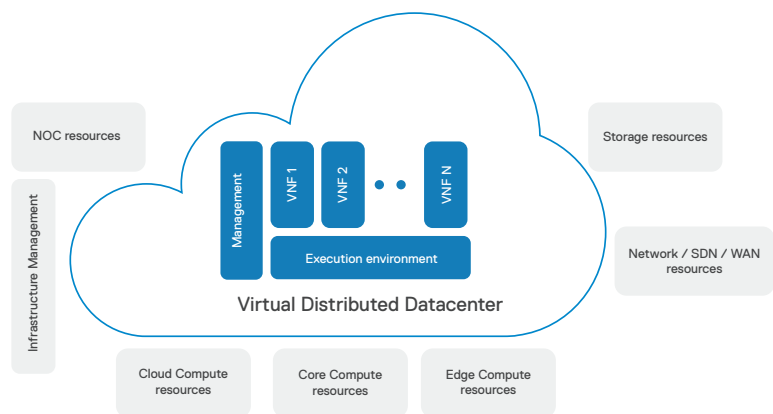 NOC resources
Storage resources
Infrastructure Management
Management
VNF 1
VNF 2
VNF N
Execution environment
Network / SDN / WAN
resources
Virtual Distributed Datacenter
Cloud Compute
resources
Core Compute
resources
Edge Compute
resources